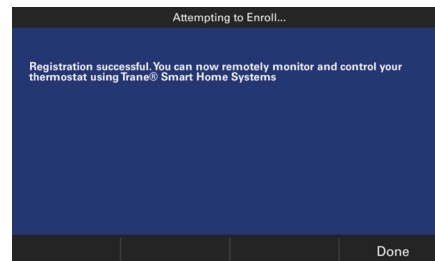 Attempting to Enroll...
Registration successful. You can now remotely monitor and control your
thermostat using Trane® Smart Home Systems
Done